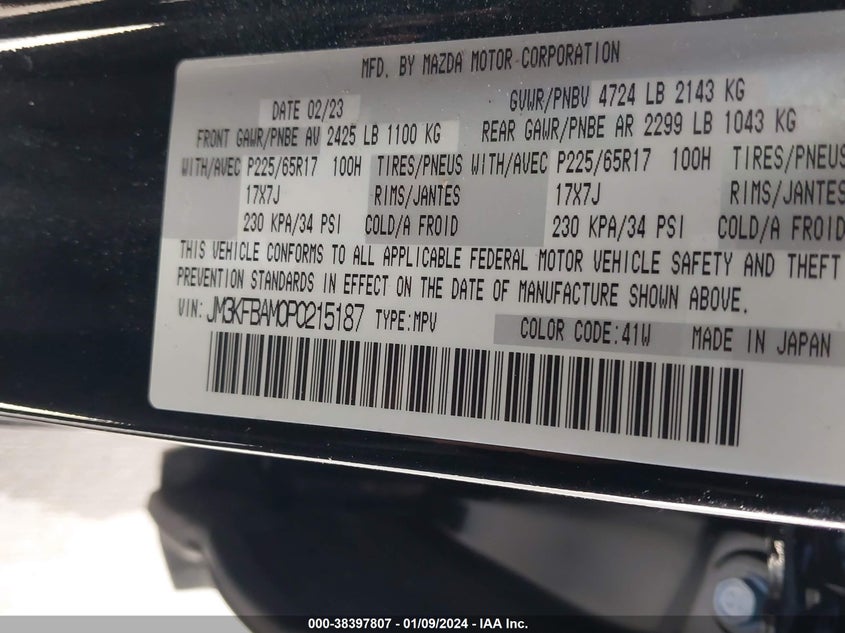 MFD. BY MAZDA MOTOR CORPORATION
DATE 02/23 GVWR/PNBV 4724 LB 2143 KG
FRONT GAWR/PNBE AV 2425 LB 1100 KG REAR GAWR/PNBE AR 2299 LB 1043 KG
WITH/AVEC P225/65R17 100H TIRES/PNEUS WITH/AVEC P225/65R17 100H TIRES/PNEUS
17X7J RIMS/JANTES 17X7J RIMS/JANTES
230 KPA/34 PSI COLD/A FROID 230 KPA/34 PSI COLD/A FROID
THIS VEHICLE CONFORMS TO ALL APPLICABLE FEDERAL MOTOR VEHICLE SAFETY AND THEFT
PREVENTION STANDARDS IN EFFECT ON THE DATE OF MANUFACTURE SHOWN ABOVE.
VIN: JM3KFBAM0P0215187 TYPE:MPV COLOR CODE:41W MADE IN JAPAN
000-38397807 - 01/09/2024 - IAA Inc.